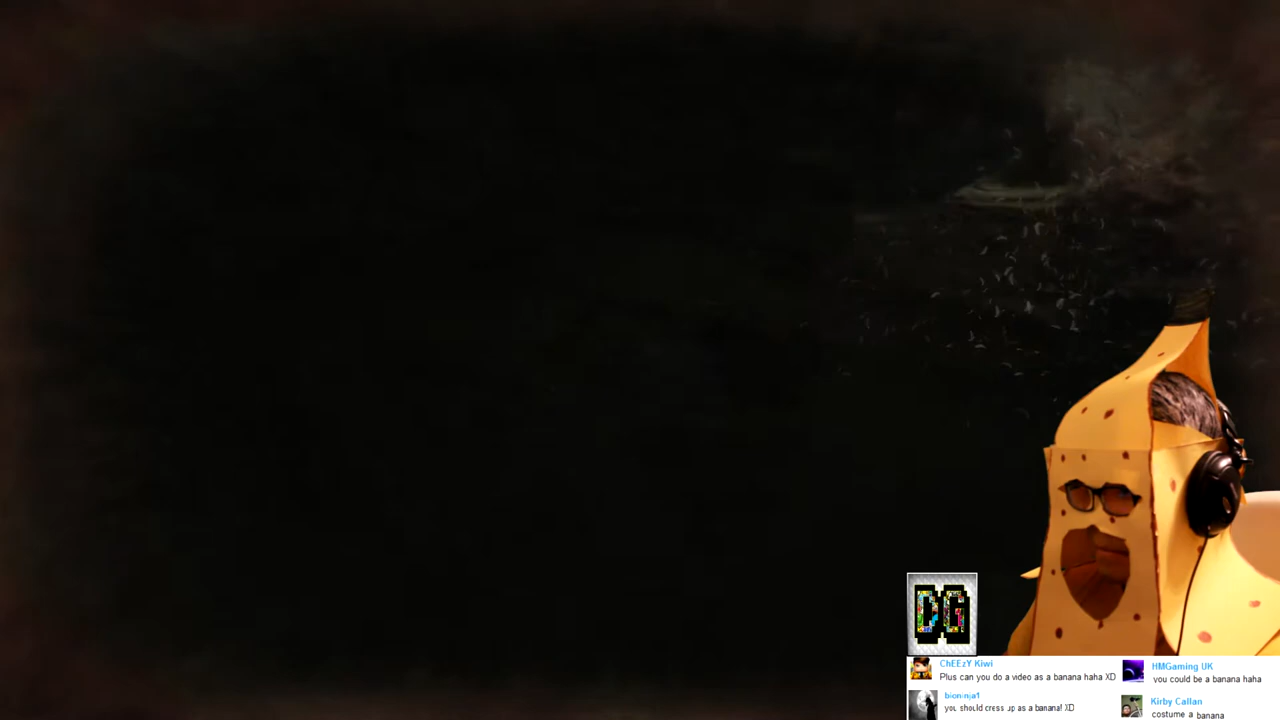 DG
ChEEzY Kiwi
Plus can you do a video as a banana haha XD
HMGaming UK
you could be a banana haha
bioninja1
you should cress up as a banana! XD
Kirby Callan
costume a banana